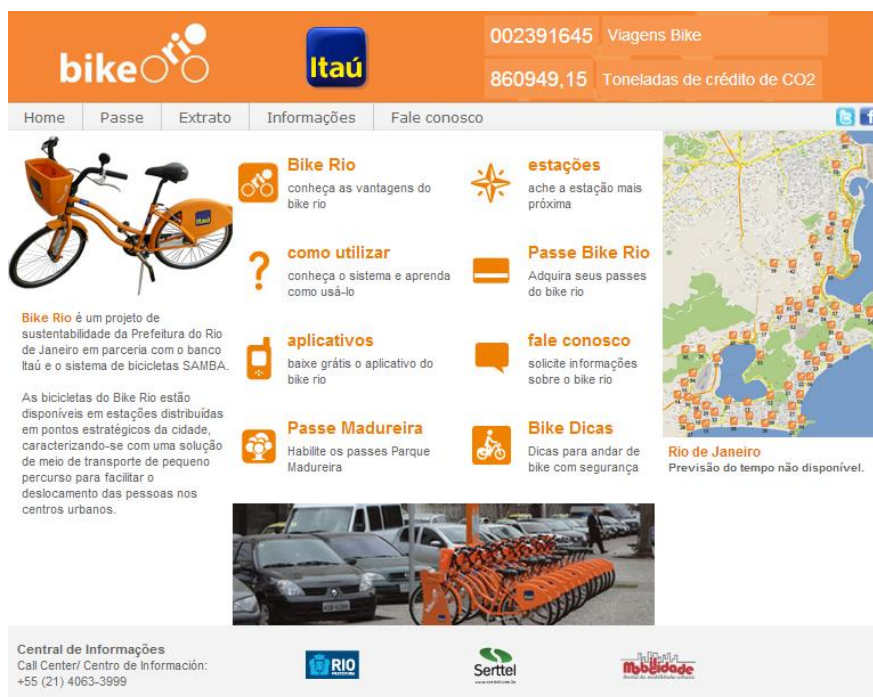 bike rio
Itaú
002391645 Viagens Bike
860949,15 Toneladas de crédito de CO2
Home
Passe
Extrato
Informações
Fale conosco
Bike Rio é um projeto de
sustentabilidade da Prefeitura do Rio
de Janeiro em parceria com o banco
Itaú e o sistema de bicicletas SAMBA.
As bicicletas do Bike Rio estão
disponíveis em estações distribuídas
em pontos estratégicos da cidade,
caracterizando-se com uma solução
de meio de transporte de pequeno
percurso para facilitar o
deslocamento das pessoas nos
centros urbanos.
Bike Rio
conheça as vantagens do
bike rio
estações
ache a estação mais
próxima
como utilizar
conheça o sistema e aprenda
como usá-lo
Passe Bike Rio
Adquira seus passes
do bike rio
aplicativos
baixe grátis o aplicativo do
bike rio
fale conosco
solicite informações
sobre o bike rio
Passe Madureira
Habilite os passes Parque
Madureira
Bike Dicas
Dicas para andar de
bike com segurança
Rio de Janeiro
Previsão do tempo não disponível.
Central de Informações
Call Center/ Centro de Información:
+55 (21) 4063-3999
RIO
PREFEITURA
Serttel
Mobilidade